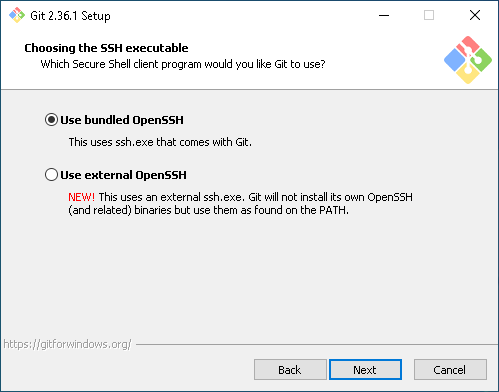 Git 2.36.1 Setup
Choosing the SSH executable
Which Secure Shell client program would you like Git to use?
Use bundled OpenSSH
This uses ssh.exe that comes with Git.
Use external OpenSSH
NEW! This uses an external ssh.exe. Git will not install its own OpenSSH
(and related) binaries but use them as found on the PATH.
https://gitforwindows.org/
Back Next Cancel